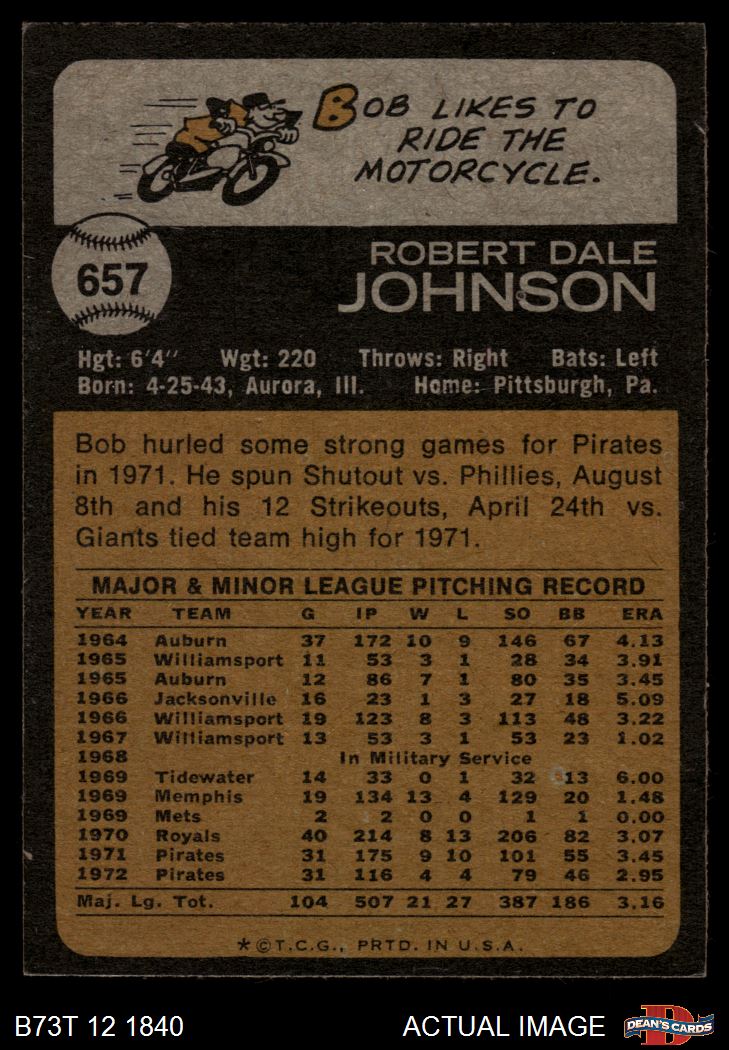 BOB LIKES TO
RIDE THE
MOTORCYCLE.
657
ROBERT DALE
JOHNSON
Hgt: 6'4" Wgt: 220 Throws: Right Bats: Left
Born: 4-25-43, Aurora, Ill. Home: Pittsburgh, Pa.
Bob hurled some strong games for Pirates
in 1971. He spun Shutout vs. Phillies, August
8th and his 12 Strikeouts, April 24th vs.
Giants tied team high for 1971.
MAJOR & MINOR LEAGUE PITCHING RECORD
YEAR TEAM G IP W L SO BB ERA
1964 Auburn 37 172 10 9 146 67 4.13
1965 Williamsport 11 53 3 1 28 34 3.91
1965 Auburn 12 86 7 1 80 35 3.45
1966 Jacksonville 16 23 1 3 27 18 5.09
1966 Williamsport 19 123 8 3 113 48 3.22
1967 Williamsport 13 53 3 1 53 23 1.02
1968 In Military Service
1969 Tidewater 14 33 0 1 32 13 6.00
1969 Memphis 19 134 13 4 129 20 1.48
1969 Mets 2 2 0 0 1 1 0.00
1970 Royals 40 214 8 13 206 82 3.07
1971 Pirates 31 175 9 10 101 55 3.45
1972 Pirates 31 116 4 4 79 46 2.95
Maj. Lg. Tot. 104 507 21 27 387 186 3.16
*©T.C.G., PRTD. IN U.S.A.
B73T 12 1840 ACTUAL IMAGE DEAN'S CARDS